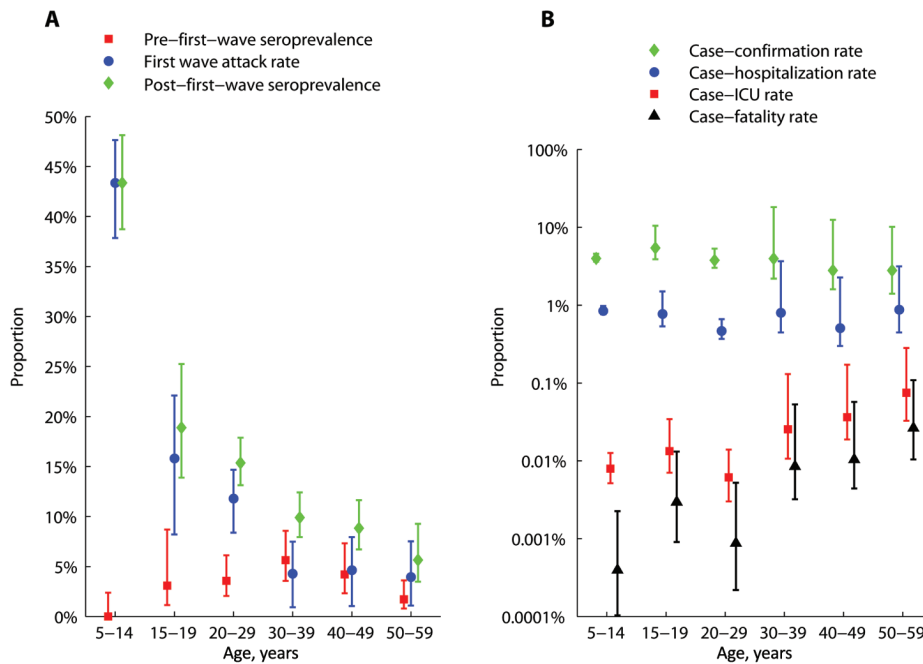 A
Pre–first–wave seroprevalence
First wave attack rate
Post–first–wave seroprevalence
50%
45%
40%
35%
30%
25%
20%
15%
10%
5%
0%
Proportion
5–14 15–19 20–29 30–39 40–49 50–59
Age, years
B
Case–confirmation rate
Case–hospitalization rate
Case–ICU rate
Case–fatality rate
100%
10%
1%
0.1%
0.01%
0.001%
0.0001%
Proportion
5–14 15–19 20–29 30–39 40–49 50–59
Age, years